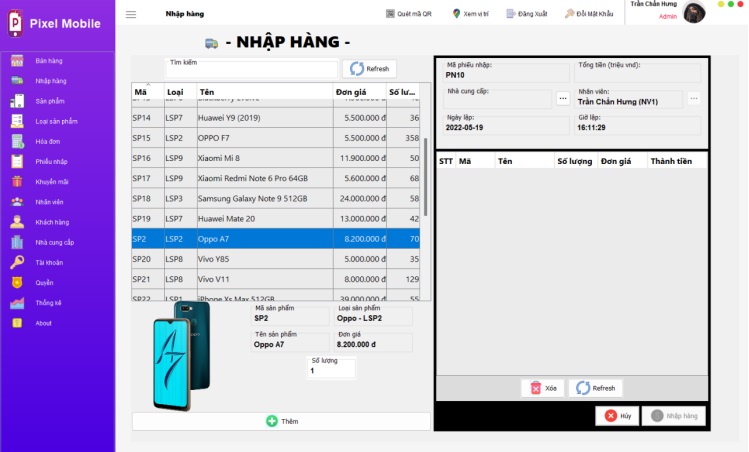 Pixel Mobile
Nhập hàng
Quét mã QR
Xem vị trí
Đăng Xuất
Đổi Mật Khẩu
Trần Chấn Hưng
Admin
Bán hàng
Nhập hàng
Sản phẩm
Loại sản phẩm
Hóa đơn
Phiếu nhập
Khuyến mãi
Nhân viên
Khách hàng
Nhà cung cấp
Tài khoản
Quyền
Thống kê
About
- NHẬP HÀNG -
Tìm kiếm
Refresh
Mã Loại Tên Đơn giá Số lư...
SP14 LSP7 Huawei Y9 (2019) 5.500.000 đ 36
SP15 LSP2 OPPO F7 5.500.000 đ 358
SP16 LSP9 Xiaomi Mi 8 11.900.000 đ 50
SP17 LSP9 Xiaomi Redmi Note 6 Pro 64GB 5.600.000 đ 68
SP18 LSP3 Samsung Galaxy Note 9 512GB 24.000.000 đ 58
SP19 LSP7 Huawei Mate 20 13.000.000 đ 42
SP2 LSP2 Oppo A7 8.200.000 đ 70
SP20 LSP8 Vivo Y85 5.000.000 đ 35
SP21 LSP8 Vivo V11 8.000.000 đ 129
SP22 LSP1 iPhone Xs Max 512GB 39.000.000 đ 55
Mã sản phẩm
SP2
Loại sản phẩm
Oppo - LSP2
Tên sản phẩm
Oppo A7
Đơn giá
8.200.000 đ
Số lượng
1
Thêm
Mã phiếu nhập:
PN10
Tổng tiền (triệu vnđ):
Nhà cung cấp:
...
Nhân viên:
Trần Chấn Hưng (NV1)
...
Ngày lập:
2022-05-19
Giờ lập:
16:11:29
STT Mã Tên Số lượng Đơn giá Thành tiền
Xóa
Refresh
Hủy
Nhập hàng